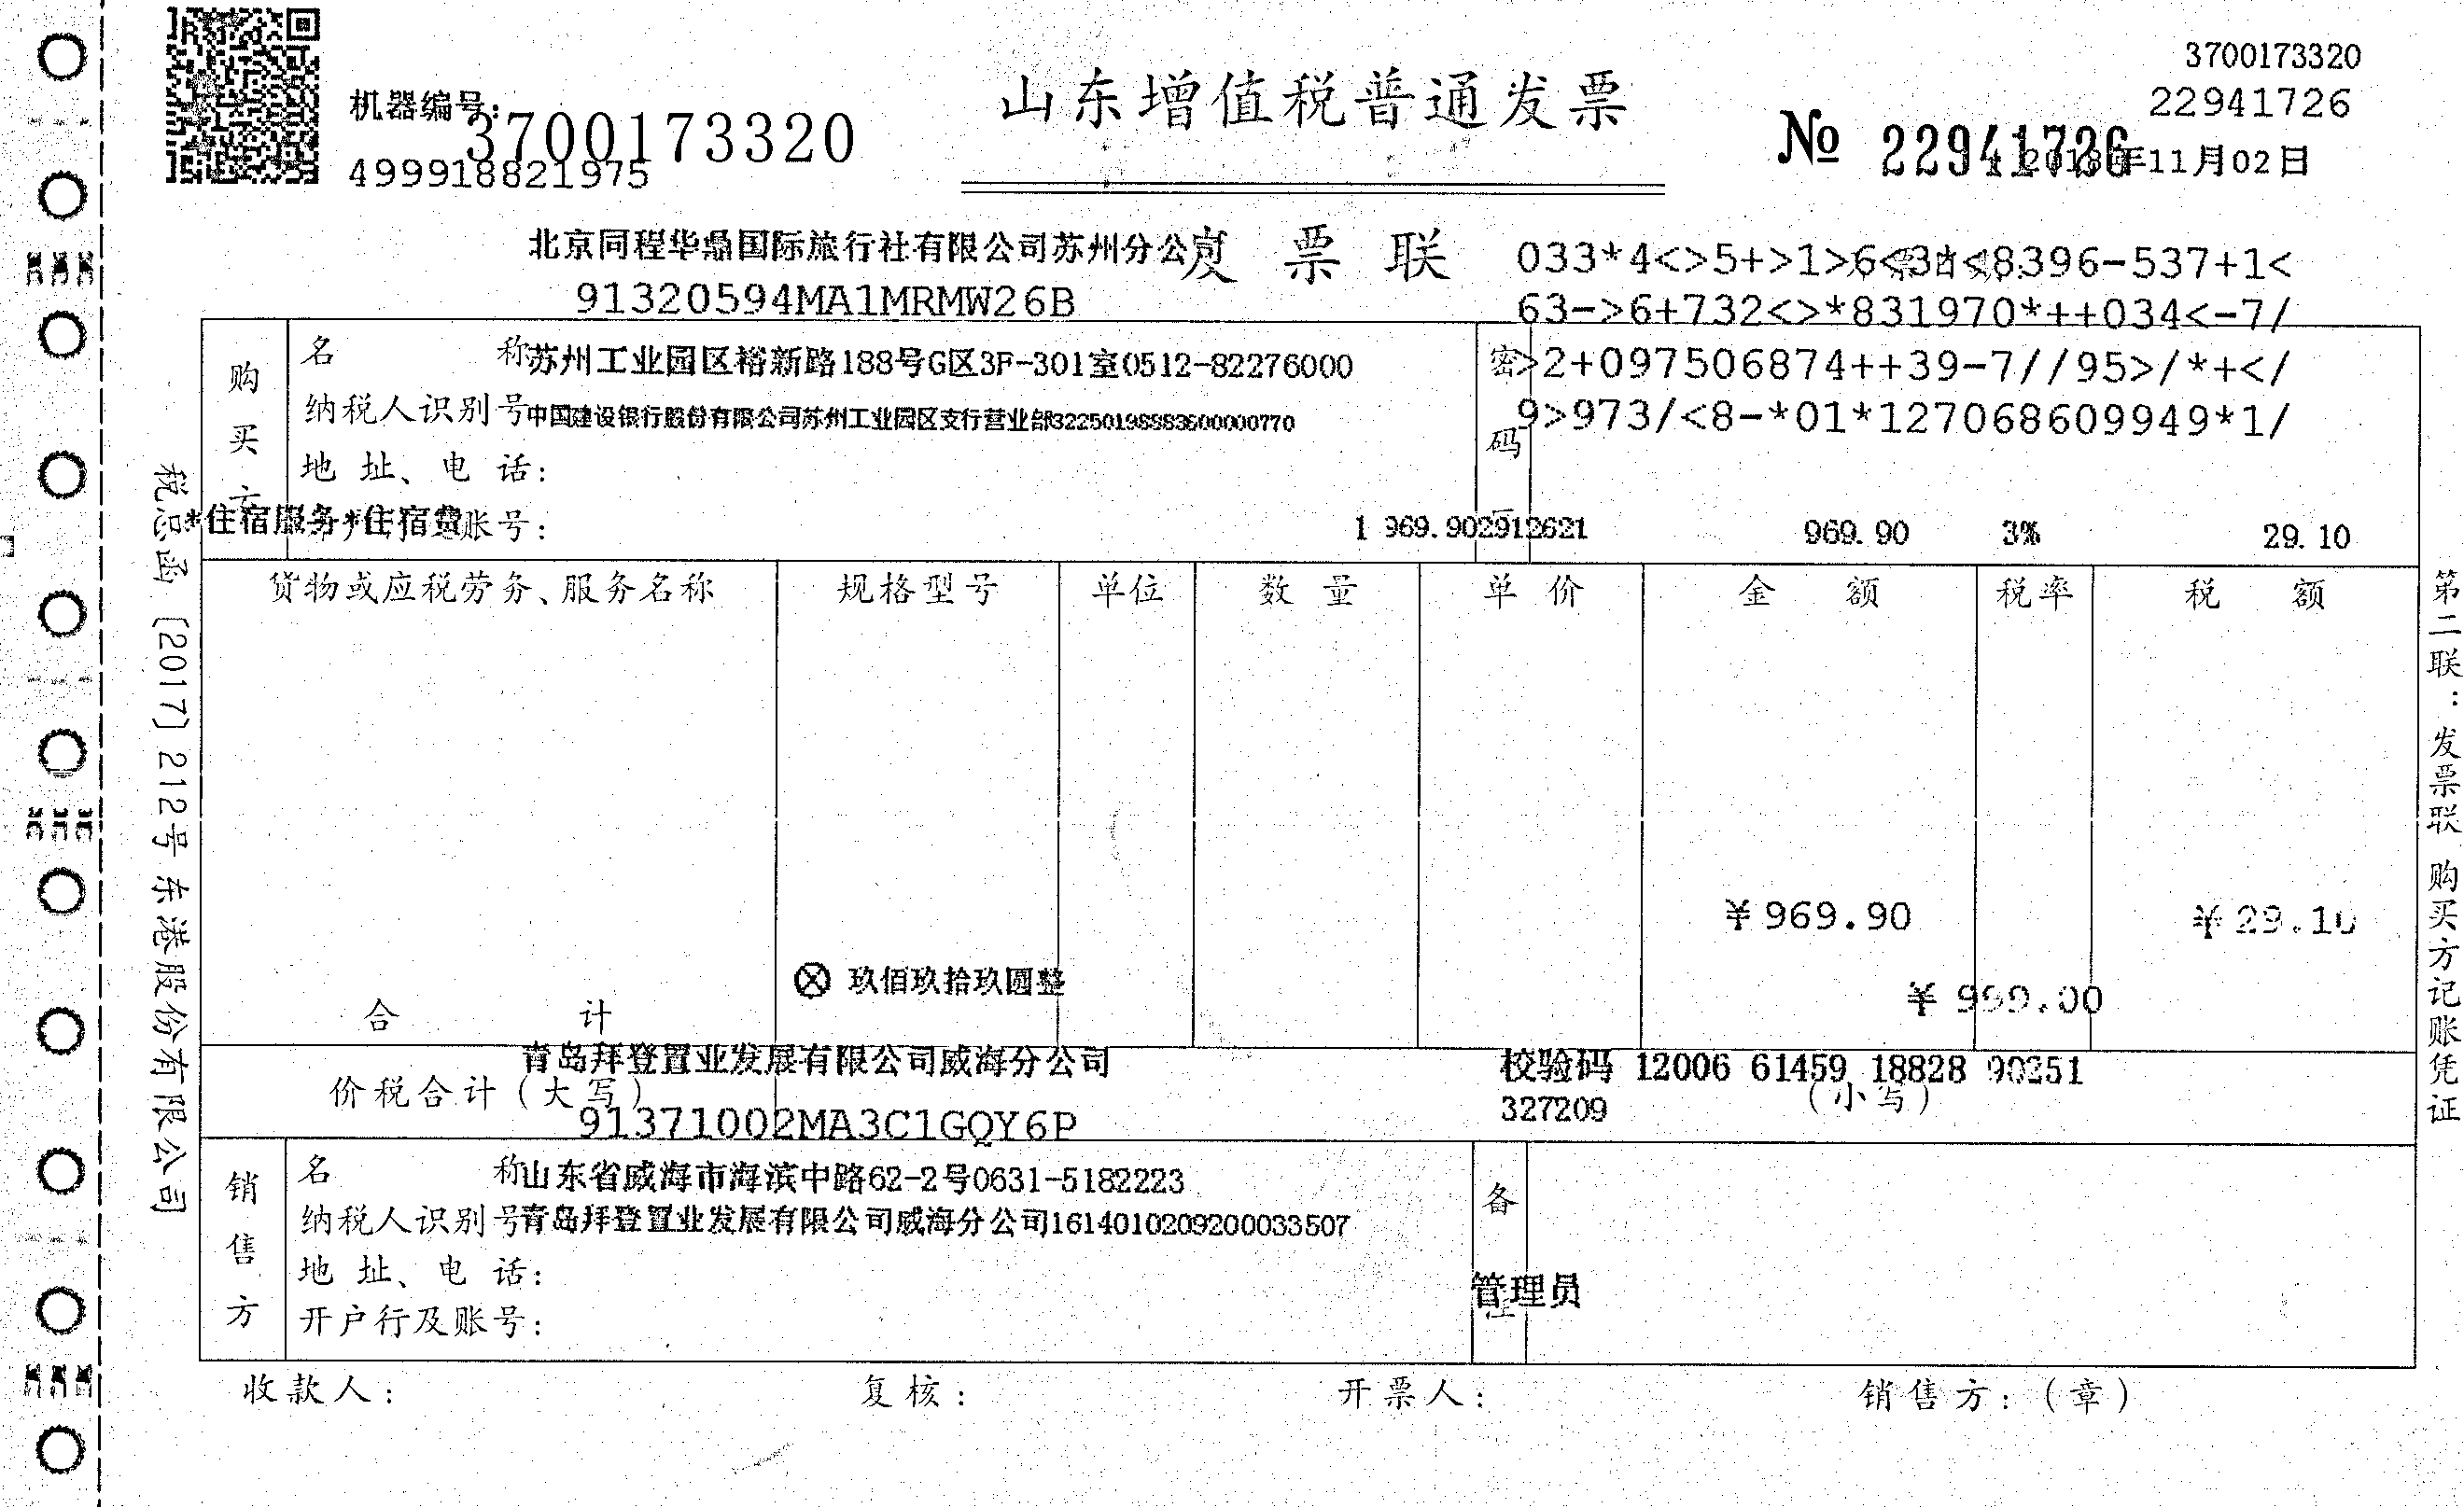 3700173320
机器编号:
3700173320
山东增值税普通发票
22941726
№ 22941726
499918821975
2018年11月02日
北京同程华鼎国际旅行社有限公司苏州分公司
发票联
033*4<>5+>1>6<3*<8396-537+1<
91320594MA1MRMW26B
63->6+732<>*831970*++034<-7/
购买方
名称
苏州工业园区裕新路188号G区3F-301室0512-82276000
密码
>2+097506874++39-7//95>/*+</
纳税人识别号
中国建设银行股份有限公司苏州工业园区支行营业部32250198883600000770
9>973/<8-*01*127068609949*1/
地址、电话:
*住宿服务*住宿费
账号:
1 969.902912621 969.90 3% 29.10
货物或应税劳务、服务名称 规格型号 单位 数量 单价 金额 税率 税额
¥969.90 ¥29.10
⊗ 玖佰玖拾玖圆整
¥999.00
合计
青岛拜登置业发展有限公司威海分公司
校验码 12006 61459 18828 90351
价税合计(大写)
(小写)
327209
91371002MA3C1GQY6P
销售方
名称
山东省威海市海滨中路62-2号0631-5182223
备注
纳税人识别号
青岛拜登置业发展有限公司威海分公司1614010209200033507
地址、电话:
管理员
开户行及账号:
收款人: 复核: 开票人: 销售方:(章)
税总函〔2017〕212号东港股份有限公司
第二联:发票联 购买方记账凭证